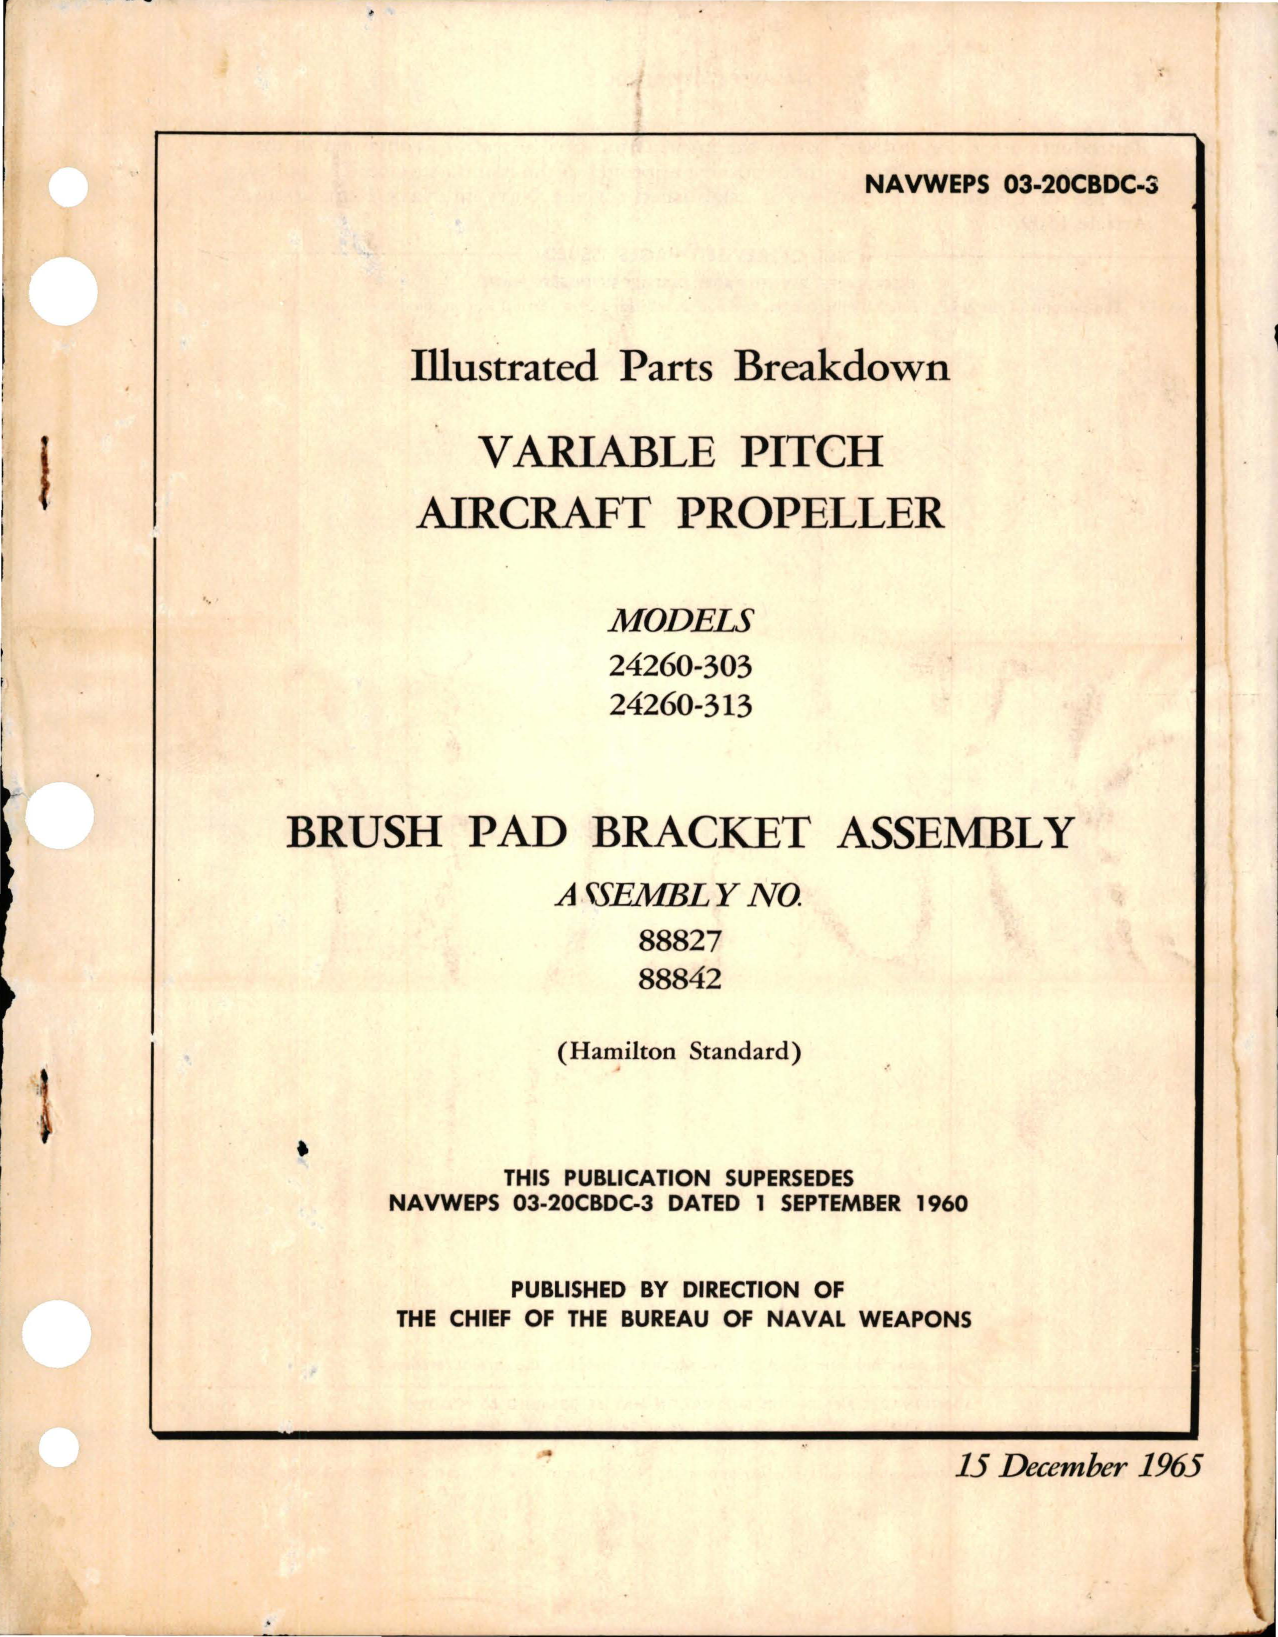 NAVWEPS 03-20CBDC-3
Illustrated Parts Breakdown
VARIABLE PITCH
AIRCRAFT PROPELLER
MODELS
24260-303
24260-313
BRUSH PAD BRACKET ASSEMBLY
ASSEMBLY NO.
88827
88842
(Hamilton Standard)
THIS PUBLICATION SUPERSEDES
NAVWEPS 03-20CBDC-3 DATED 1 SEPTEMBER 1960
PUBLISHED BY DIRECTION OF
THE CHIEF OF THE BUREAU OF NAVAL WEAPONS
15 December 1965